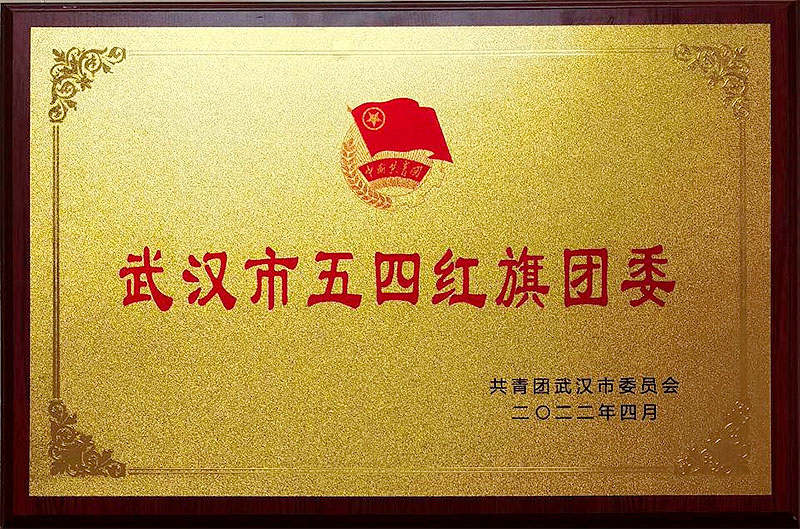 中国共青团
武汉市五四红旗团委
共青团武汉市委员会
二〇二二年四月